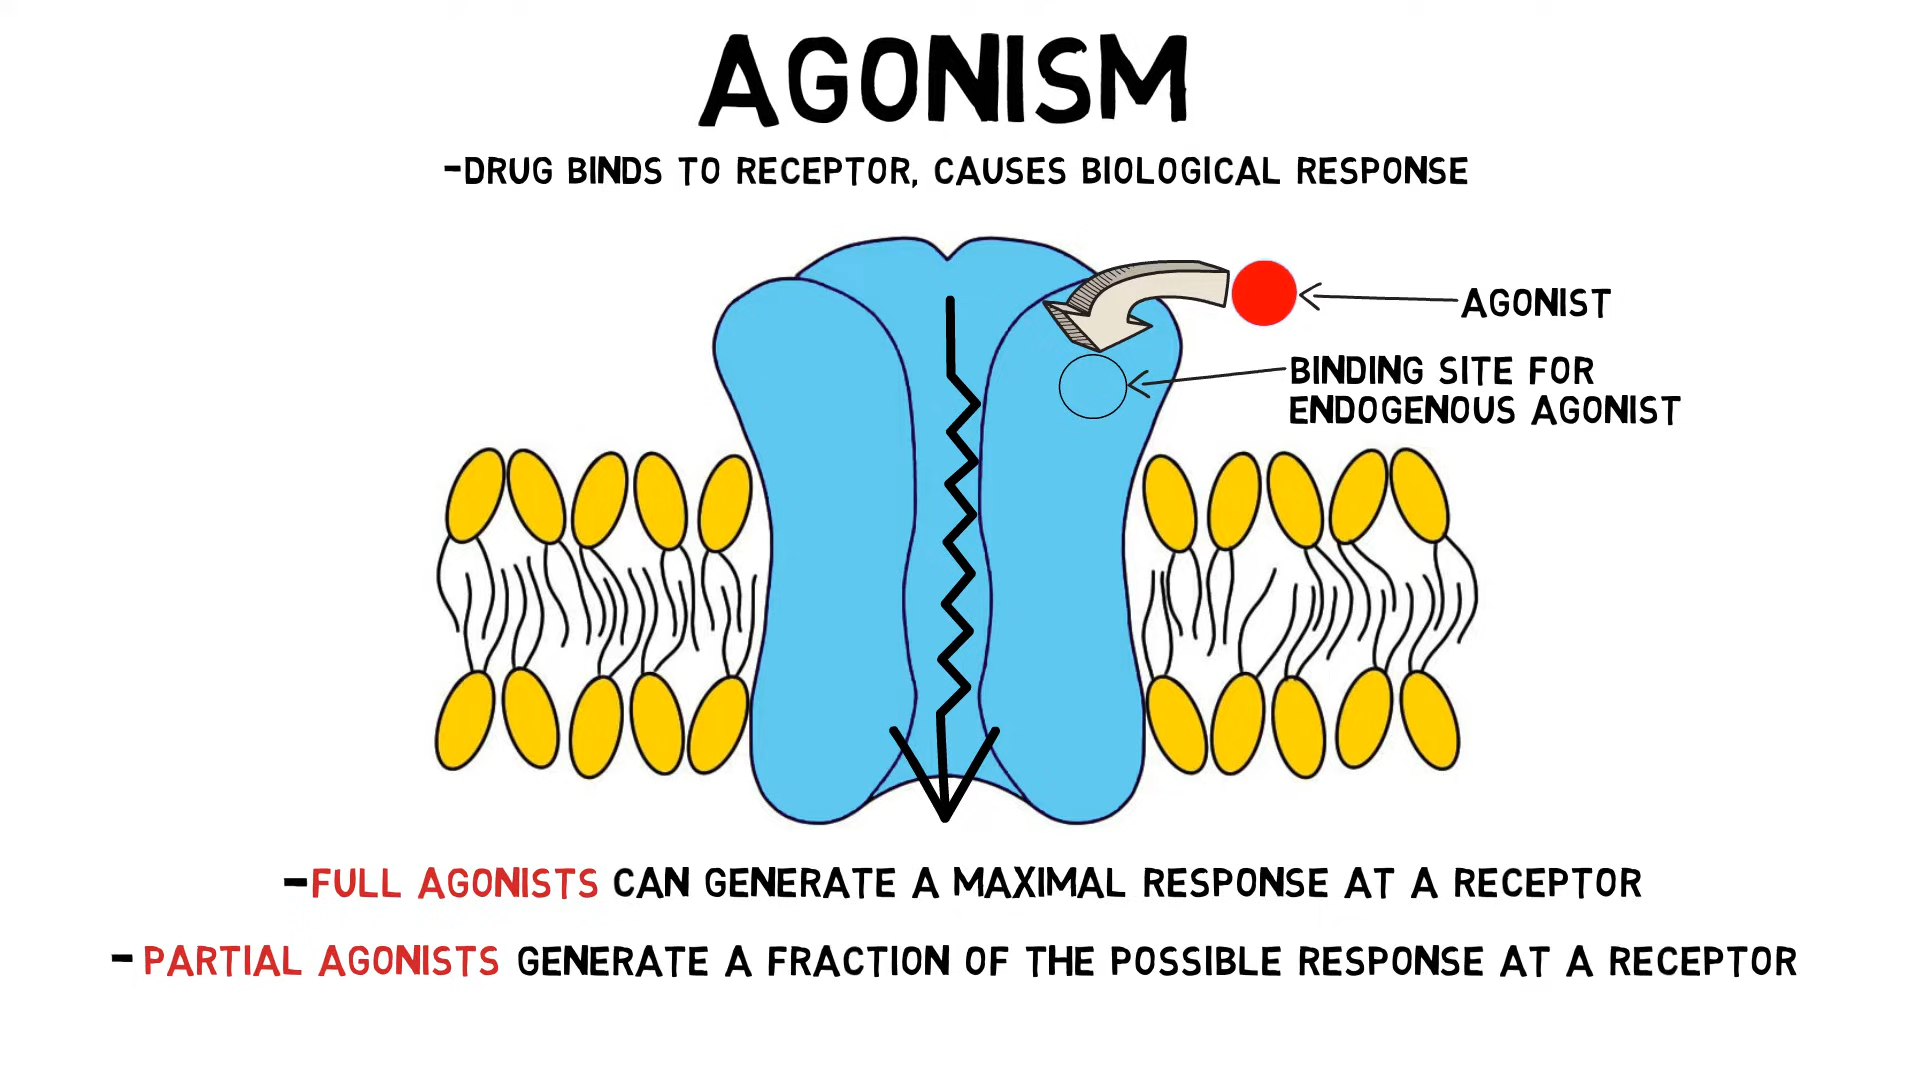 AGONISM
-DRUG BINDS TO RECEPTOR, CAUSES BIOLOGICAL RESPONSE
AGONIST
BINDING SITE FOR
ENDOGENOUS AGONIST
-FULL AGONISTS CAN GENERATE A MAXIMAL RESPONSE AT A RECEPTOR
- PARTIAL AGONISTS GENERATE A FRACTION OF THE POSSIBLE RESPONSE AT A RECEPTOR